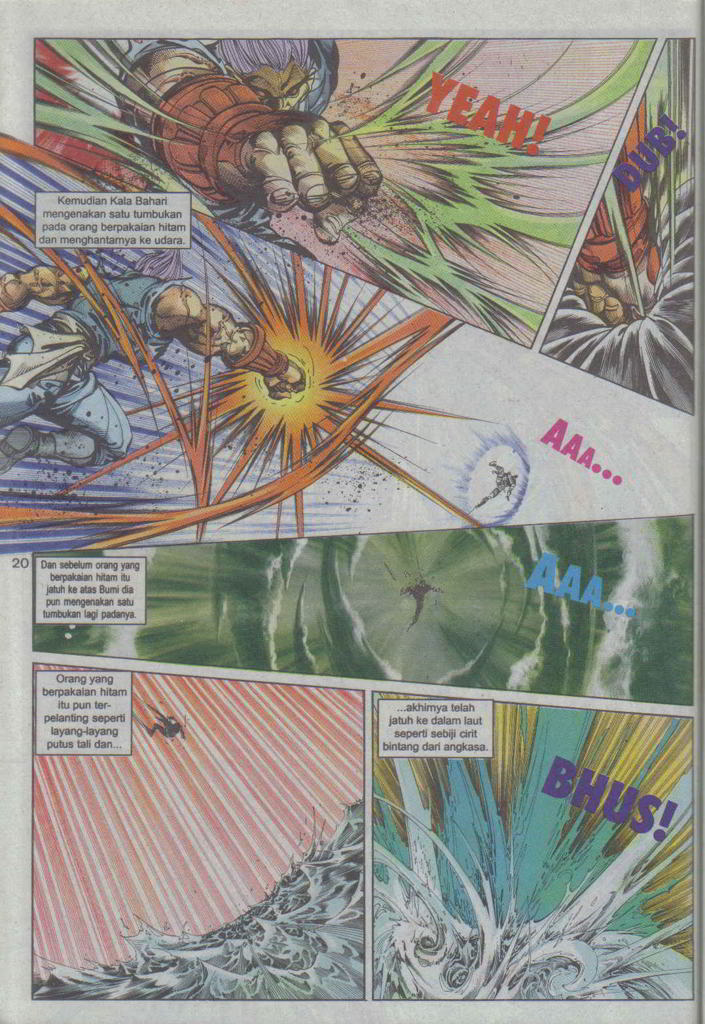 YEAH!
DUB!
Kemudian Kala Bahari
mengenakan satu tumbukan
pada orang berpakaian hitam
dan menghantarnya ke udara.
AAA...
20
Dan sebelum orang yang
berpakaian hitam itu
jatuh ke atas Bumi dia
pun mengenakan satu
tumbukan lagi padanya.
AAA...
Orang yang
berpakaian hitam
itu pun ter-
pelanting seperti
layang-layang
putus tali dan...
...akhirnya telah
jatuh ke dalam laut
seperti sebiji cirit
bintang dari angkasa.
BHUS!